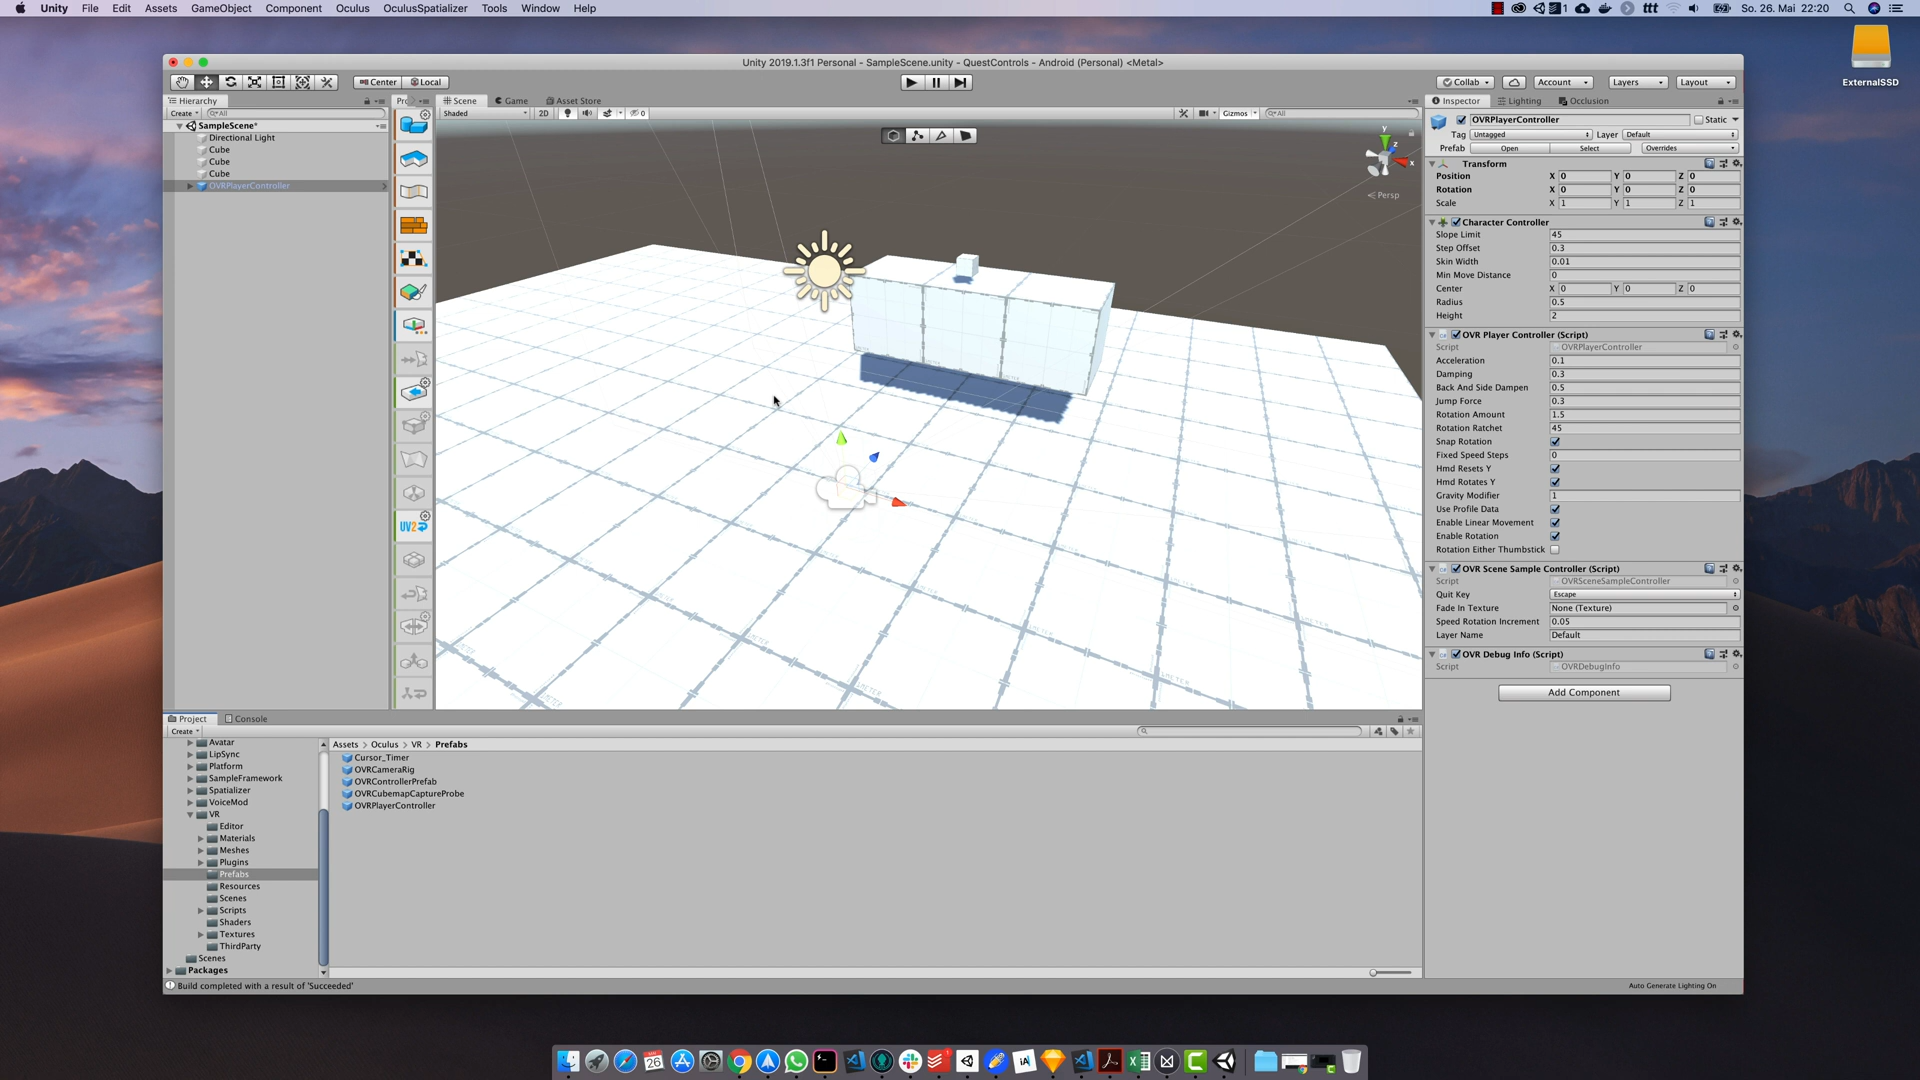 Unity File Edit Assets GameObject Component Oculus OculusSpatializer Tools Window Help
1 So. 26. Mai 22:20
ExternalSSD
Unity 2019.1.3f1 Personal - SampleScene.unity - QuestControls - Android (Personal) <Metal>
Center Local
Collab Account Layers Layout
Hierarchy
Create All
SampleScene*
Directional Light
Cube
Cube
Cube
OVRPlayerController
Pro
UV2
Scene Game Asset Store
Shaded 2D 0 Gizmos All
y
z
x
Persp
Inspector Lighting Occlusion
OVRPlayerController Static
Tag Untagged Layer Default
Prefab Open Select Overrides
Transform
Position X 0 Y 0 Z 0
Rotation X 0 Y 0 Z 0
Scale X 1 Y 1 Z 1
Character Controller
Slope Limit 45
Step Offset 0.3
Skin Width 0.01
Min Move Distance 0
Center X 0 Y 0 Z 0
Radius 0.5
Height 2
OVR Player Controller (Script)
Script OVRPlayerController
Acceleration 0.1
Damping 0.3
Back And Side Dampen 0.5
Jump Force 0.3
Rotation Amount 1.5
Rotation Ratchet 45
Snap Rotation
Fixed Speed Steps 0
Hmd Resets Y
Hmd Rotates Y
Gravity Modifier 1
Use Profile Data
Enable Linear Movement
Enable Rotation
Rotation Either Thumbstick
OVR Scene Sample Controller (Script)
Script OVRSceneSampleController
Quit Key Escape
Fade In Texture None (Texture)
Speed Rotation Increment 0.05
Layer Name Default
OVR Debug Info (Script)
Script OVRDebugInfo
Add Component
Project Console
Create
Avatar
LipSync
Platform
SampleFramework
Spatializer
VoiceMod
VR
Editor
Materials
Meshes
Plugins
Prefabs
Resources
Scenes
Scripts
Shaders
Textures
ThirdParty
Scenes
Packages
Assets > Oculus > VR > Prefabs
Cursor_Timer
OVRCameraRig
OVRControllerPrefab
OVRCubemapCaptureProbe
OVRPlayerController
Build completed with a result of 'Succeeded'
Auto Generate Lighting On
26
iA